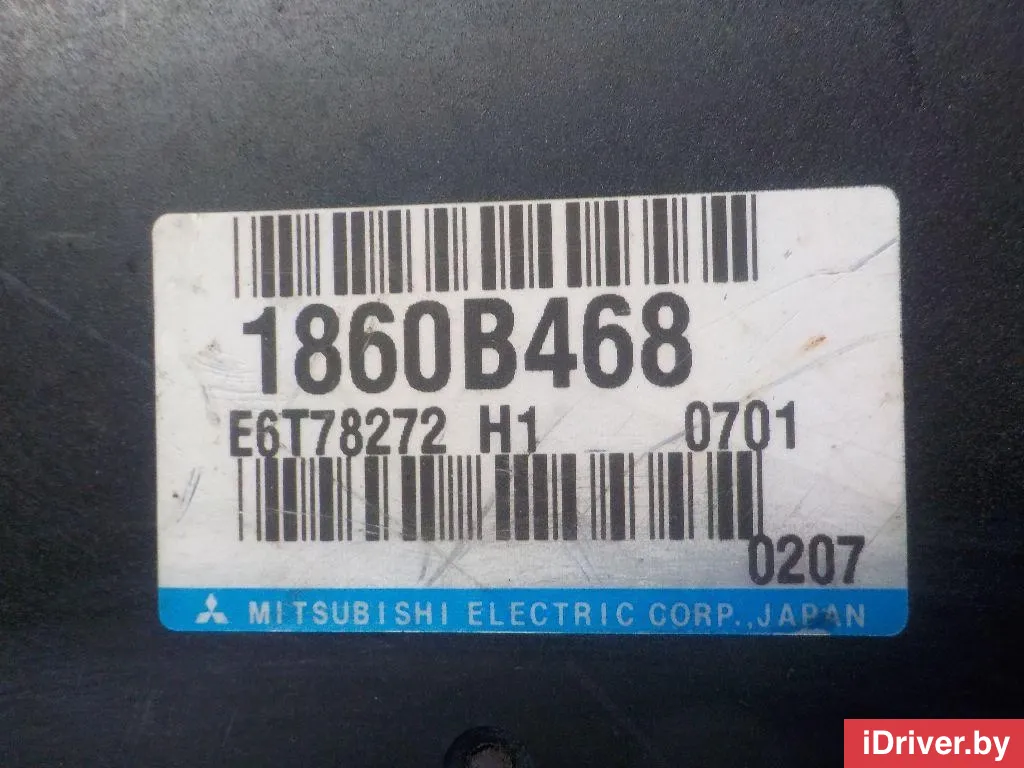 1860B468
E6T78272 H1 0701
0207
MITSUBISHI ELECTRIC CORP., JAPAN
iDriver.by